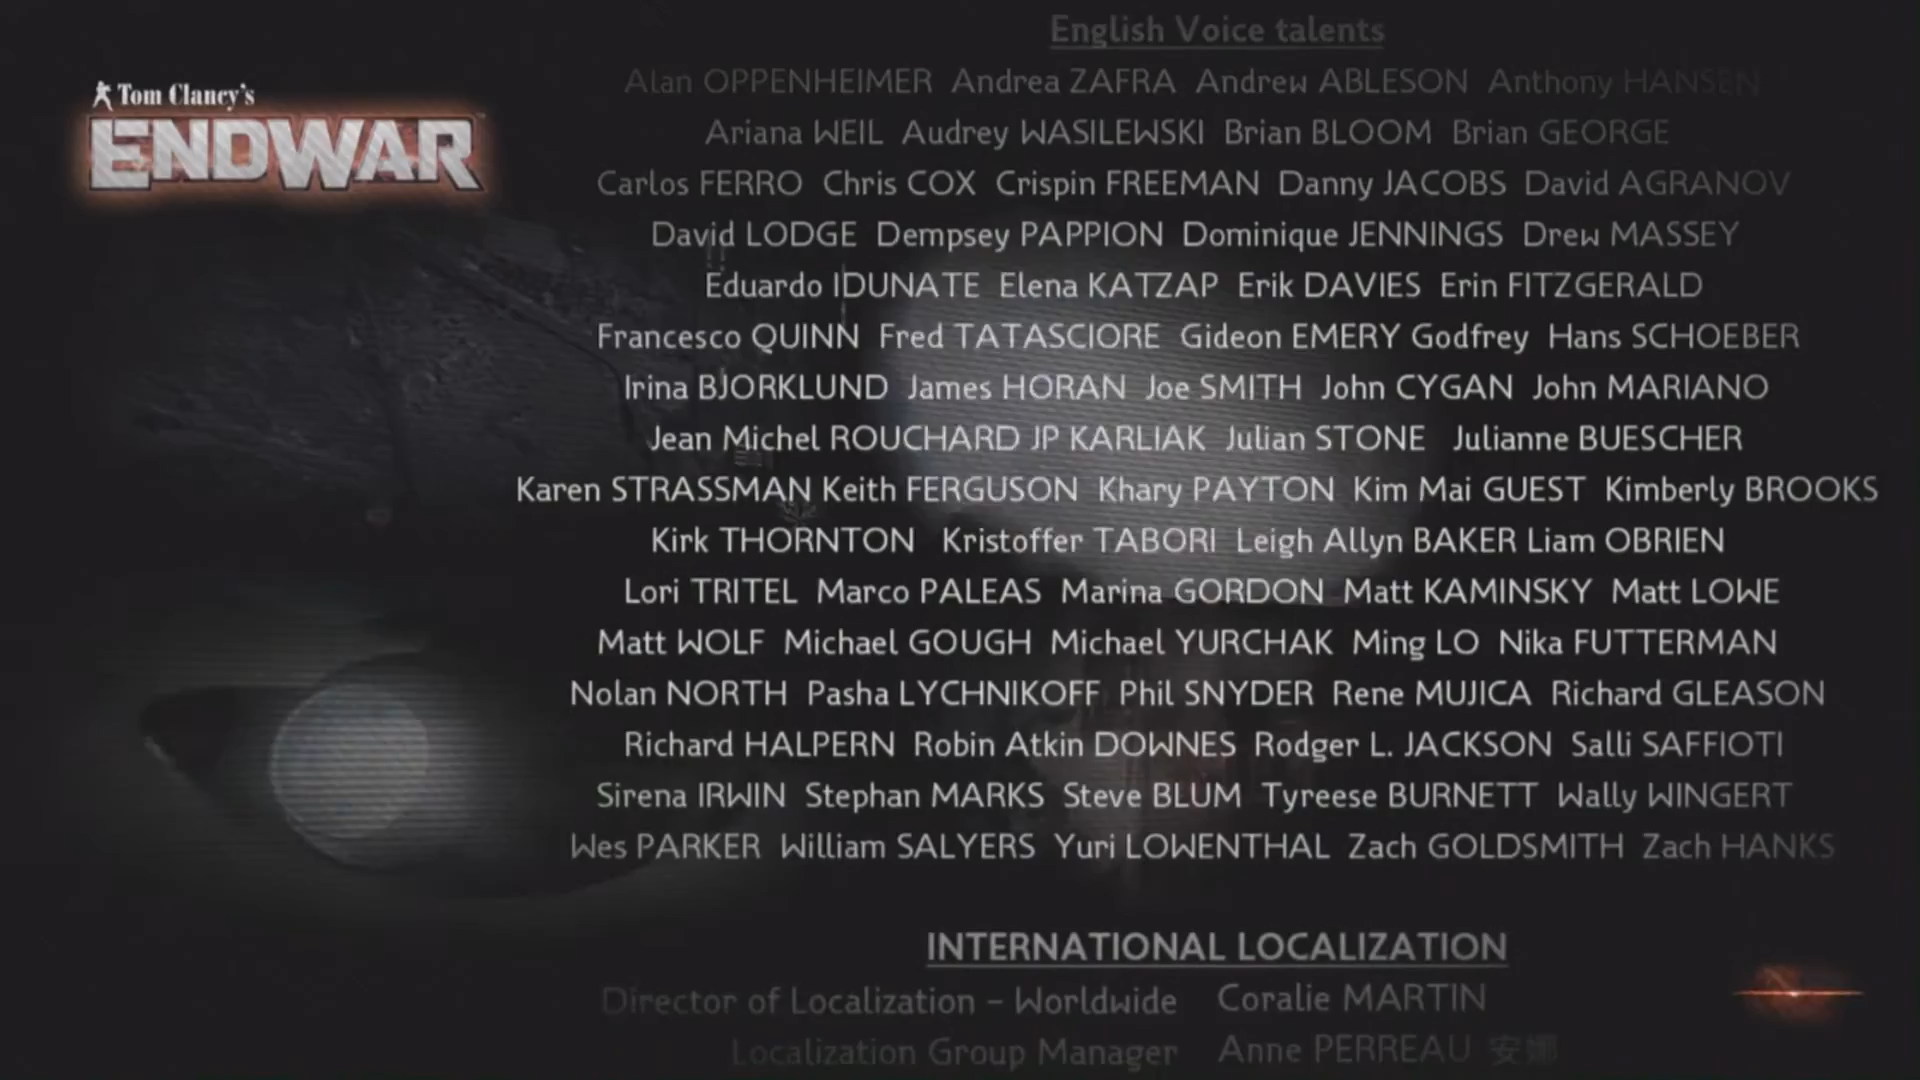 English Voice talents
Tom Clancy's
ENDWAR
Alan OPPENHEIMER Andrea ZAFRA Andrew ABLESON Anthony HANSEN
Ariana WEIL Audrey WASILEWSKI Brian BLOOM Brian GEORGE
Carlos FERRO Chris COX Crispin FREEMAN Danny JACOBS David AGRANOV
David LODGE Dempsey PAPPION Dominique JENNINGS Drew MASSEY
Eduardo IDUNATE Elena KATZAP Erik DAVIES Erin FITZGERALD
Francesco QUINN Fred TATASCIORE Gideon EMERY Godfrey Hans SCHOEBER
Irina BJORKLUND James HORAN Joe SMITH John CYGAN John MARIANO
Jean Michel ROUCHARD JP KARLIAK Julian STONE Julianne BUESCHER
Karen STRASSMAN Keith FERGUSON Khary PAYTON Kim Mai GUEST Kimberly BROOKS
Kirk THORNTON Kristoffer TABORI Leigh Allyn BAKER Liam OBRIEN
Lori TRITEL Marco PALEAS Marina GORDON Matt KAMINSKY Matt LOWE
Matt WOLF Michael GOUGH Michael YURCHAK Ming LO Nika FUTTERMAN
Nolan NORTH Pasha LYCHNIKOFF Phil SNYDER Rene MUJICA Richard GLEASON
Richard HALPERN Robin Atkin DOWNES Rodger L. JACKSON Salli SAFFIOTI
Sirena IRWIN Stephan MARKS Steve BLUM Tyreese BURNETT Wally WINGERT
Wes PARKER William SALYERS Yuri LOWENTHAL Zach GOLDSMITH Zach HANKS
INTERNATIONAL LOCALIZATION
Director of Localization – Worldwide Coralie MARTIN
Localization Group Manager Anne PERREAU 安娜